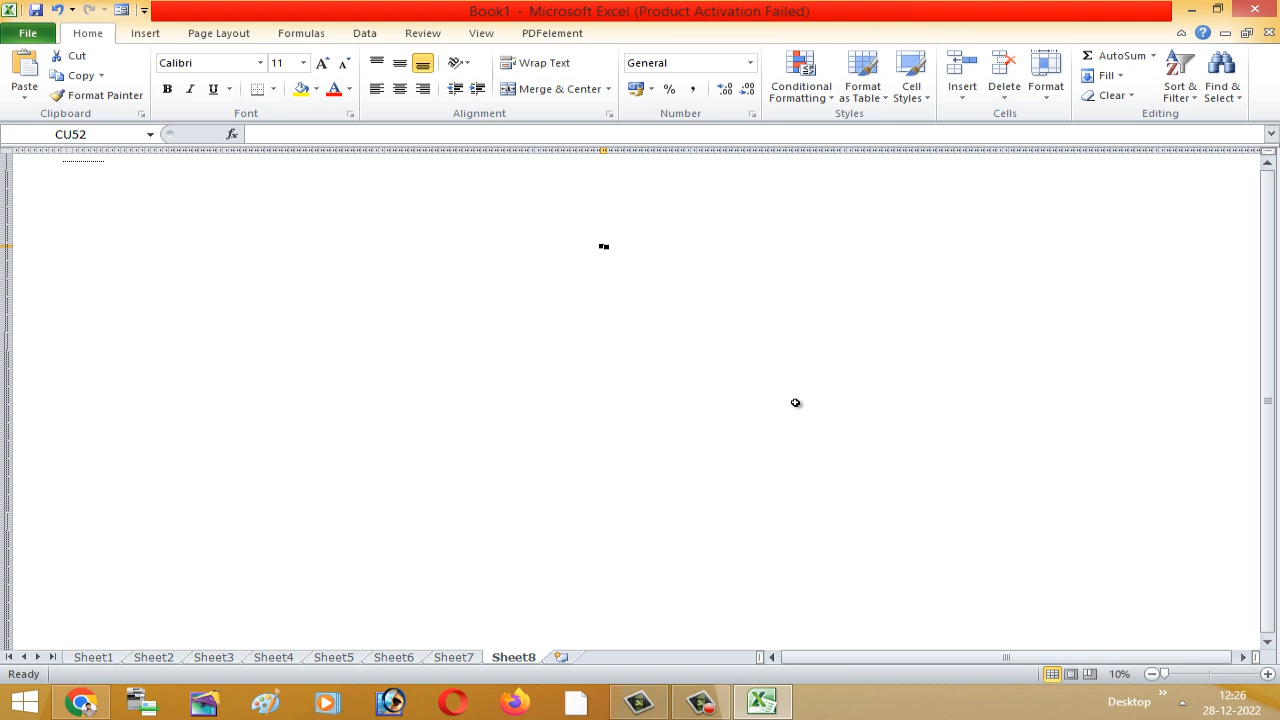 Book1 - Microsoft Excel (Product Activation Failed)
File Home Insert Page Layout Formulas Data Review View PDFelement
Paste
Cut
Copy
Format Painter
Clipboard
Calibri 11
B I U
Font
Wrap Text
Merge & Center
Alignment
General
Number
Conditional Formatting
Format as Table
Cell Styles
Styles
Insert Delete Format
Cells
Σ AutoSum
Fill
Clear
Sort & Filter
Find & Select
Editing
CU52 fx
Sheet1 Sheet2 Sheet3 Sheet4 Sheet5 Sheet6 Sheet7 Sheet8
Ready 10%
Desktop
12:26
28-12-2022